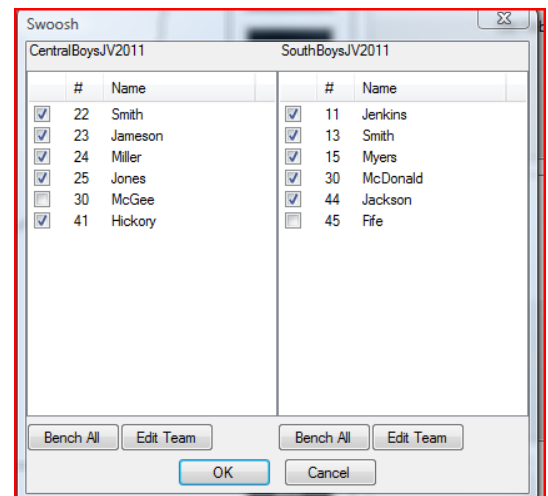 Swoosh
CentralBoysJV2011 SouthBoysJV2011
# Name # Name
22 Smith 11 Jenkins
23 Jameson 13 Smith
24 Miller 15 Myers
25 Jones 30 McDonald
30 McGee 44 Jackson
41 Hickory 45 Fife
Bench All Edit Team Bench All Edit Team
OK Cancel